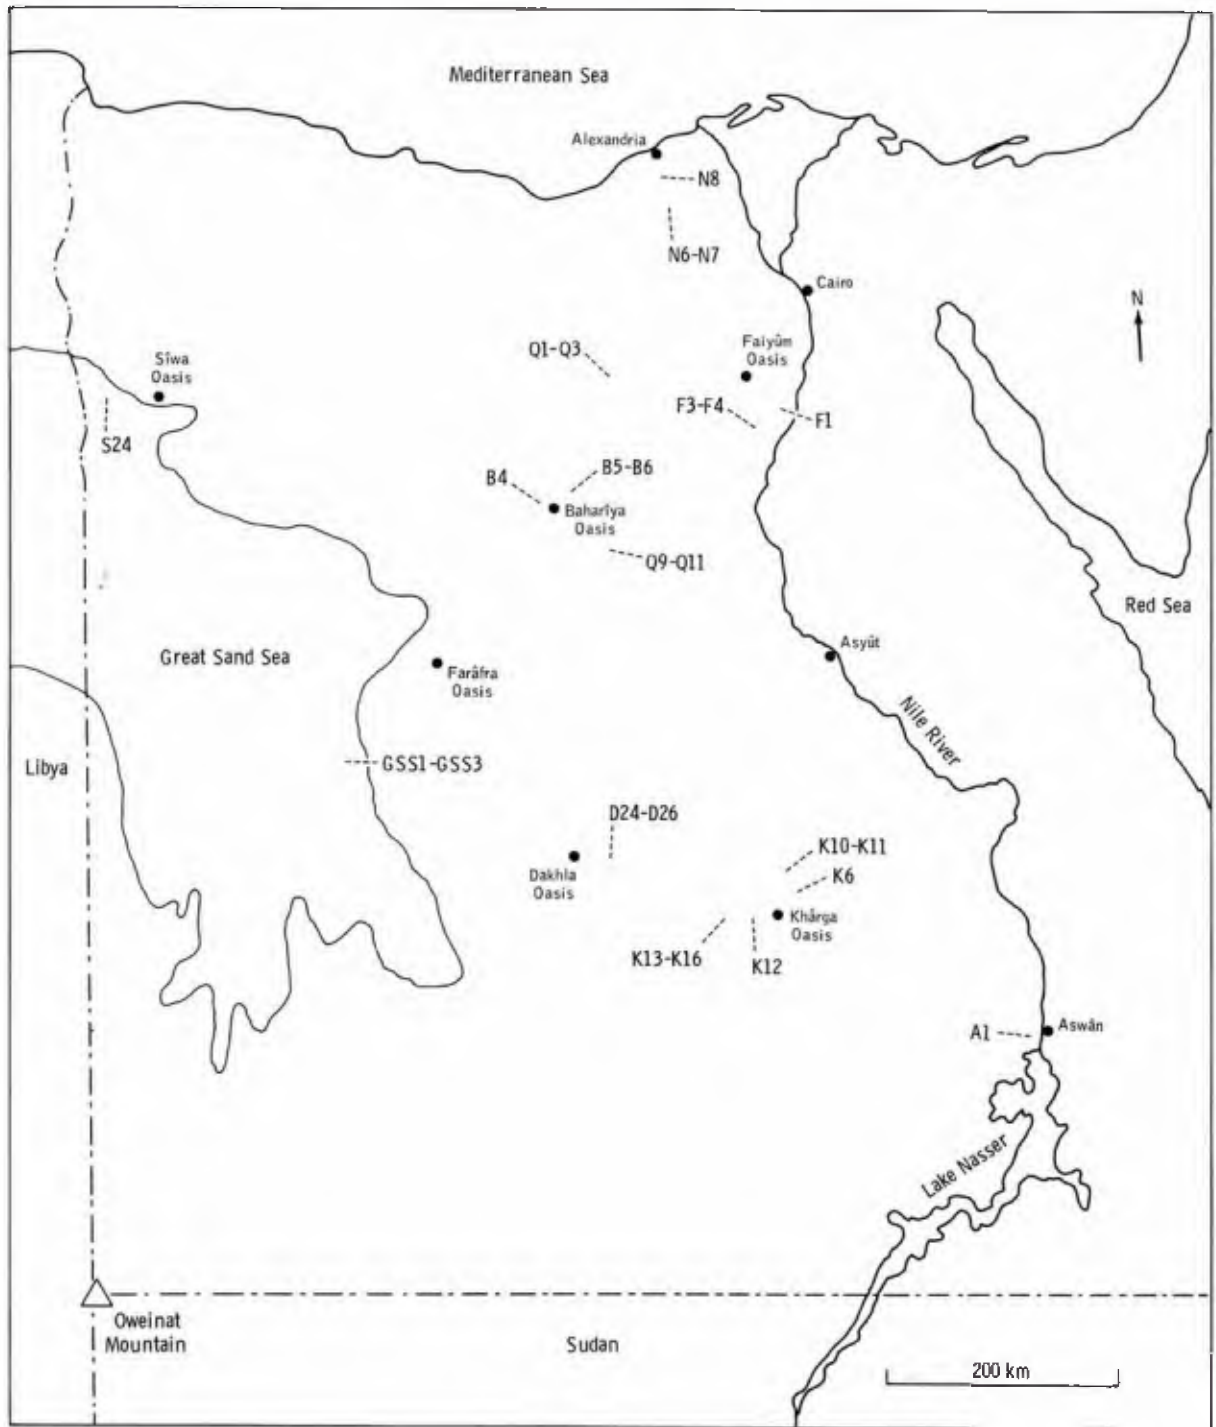 Mediterranean Sea
Alexandria
N8
N6-N7
Cairo
N
Q1-Q3
Faiyûm
Oasis
Sîwa
Oasis
F3-F4
F1
S24
B5-B6
B4
Baharîya
Oasis
Q9-Q11
Red Sea
Great Sand Sea
Asyût
Farâfra
Oasis
Nile River
Libya
GSS1-GSS3
D24-D26
K10-K11
Dakhla
Oasis
K6
Khârga
Oasis
K13-K16
K12
A1
Aswân
Lake Nasser
Oweinat
Mountain
Sudan
200 km